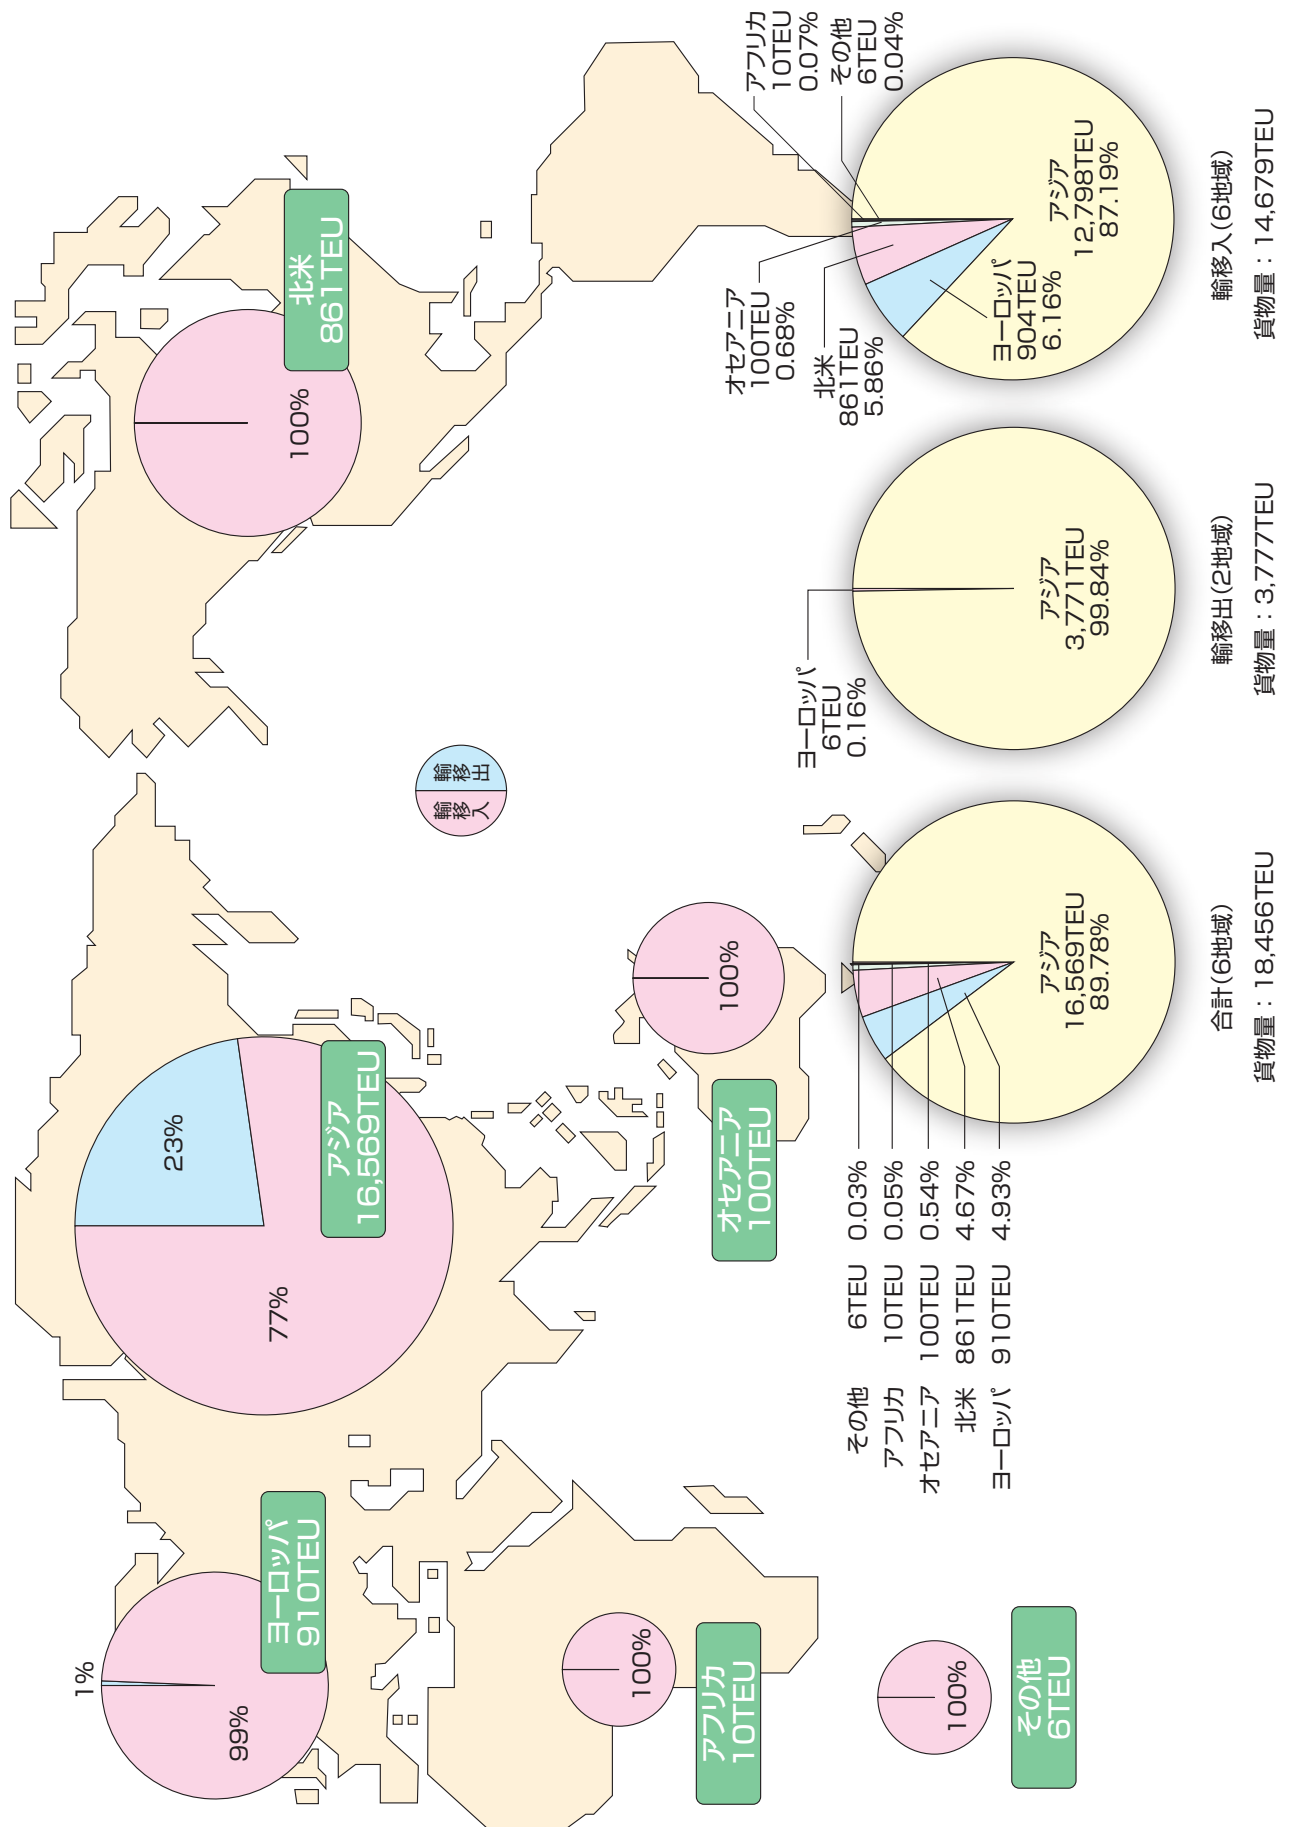 ヨーロッパ
910TEU
1%
99%
アジア
16,569TEU
23%
77%
北米
861TEU
100%
アフリカ
10TEU
100%
オセアニア
100TEU
100%
その他
6TEU
100%
輸移入
輸移出
その他 6TEU 0.03%
アフリカ 10TEU 0.05%
オセアニア 100TEU 0.54%
北米 861TEU 4.67%
ヨーロッパ 910TEU 4.93%
アジア
16,569TEU
89.78%
合計(6地域)
貨物量:18,456TEU
ヨーロッパ
6TEU
0.16%
アジア
3,771TEU
99.84%
輸移出(2地域)
貨物量:3,777TEU
アフリカ
10TEU
0.07%
その他
6TEU
0.04%
オセアニア
100TEU
0.68%
北米
861TEU
5.86%
ヨーロッパ
904TEU
6.16%
アジア
12,798TEU
87.19%
輸移入(6地域)
貨物量:14,679TEU